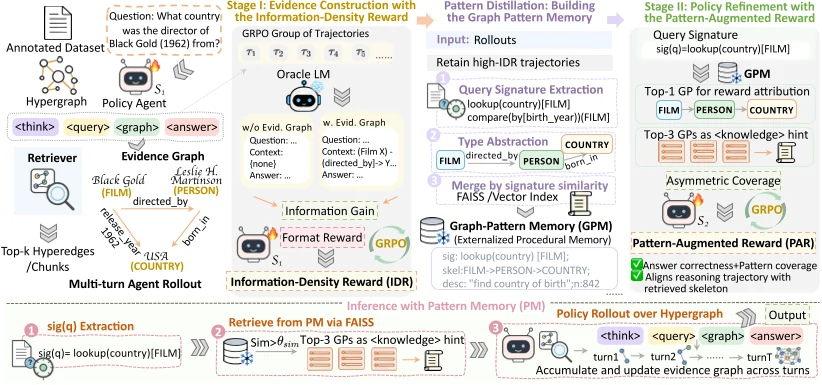 Question: What country
was the director of
Black Gold (1962) from?
Annotated Dataset
Hypergraph
Policy Agent
S1
<think>
<query>
<graph>
<answer>
Retriever
Top-k Hyperedges
/Chunks
Evidence Graph
Black Gold
(FILM)
Leslie H.
Martinson
(PERSON)
directed_by
release_year
1962
born_in
USA
(COUNTRY)
Multi-turn Agent Rollout
Stage I: Evidence Construction with
the Information-Density Reward
GRPO Group of Trajectories
τ1 τ2 τ3 τ4 τ5 ......
Oracle LM
w/o Evid. Graph
Question: ...
Context:
{none}
Answer: ...
w. Evid. Graph
Question: ...
Context: (Film X) -
(directed_by]-> Y...
Answer: ...
Information Gain
Format Reward
S1
GRPO
Information-Density Reward (IDR)
Pattern Distillation: Building
the Graph Pattern Memory
Input: Rollouts
Retain high-IDR trajectories
1
Query Signature Extraction
lookup(country)[FILM]
compare(by[birth_year))(FILM]
2
Type Abstraction
FILM
directed_by
PERSON
COUNTRY
born_in
3
Merge by signature similarity
FAISS /Vector Index
Graph-Pattern Memory (GPM)
(Externalized Procedural Memory)
sig: lookup(country) [FILM];
skel:FILM->PERSON->COUNTRY;
desc: "find country of birth";n:842
Stage II: Policy Refinement with
the Pattern-Augmented Reward
Query Signature
sig(q)=lookup(country)[FILM]
GPM
Top-1 GP for reward attribution
FILM
PERSON
COUNTRY
Top-3 GPs as <knowledge> hint
Asymmetric Coverage
S2
GRPO
Pattern-Augmented Reward (PAR)
Answer correctness+Pattern coverage
Aligns reasoning trajectory with
retrieved skeleton
Inference with Pattern Memory (PM)
1
sig(q) Extraction
sig(q)= lookup(country)[FILM]
2
Retrieve from PM via FAISS
Sim>θsim
Top-3 GPs as <knowledge> hint
3
Policy Rollout over Hypergraph
Output
<think>
<query>
<graph>
<answer>
turn1
turn2
......
turnT
Accumulate and update evidence graph across turns